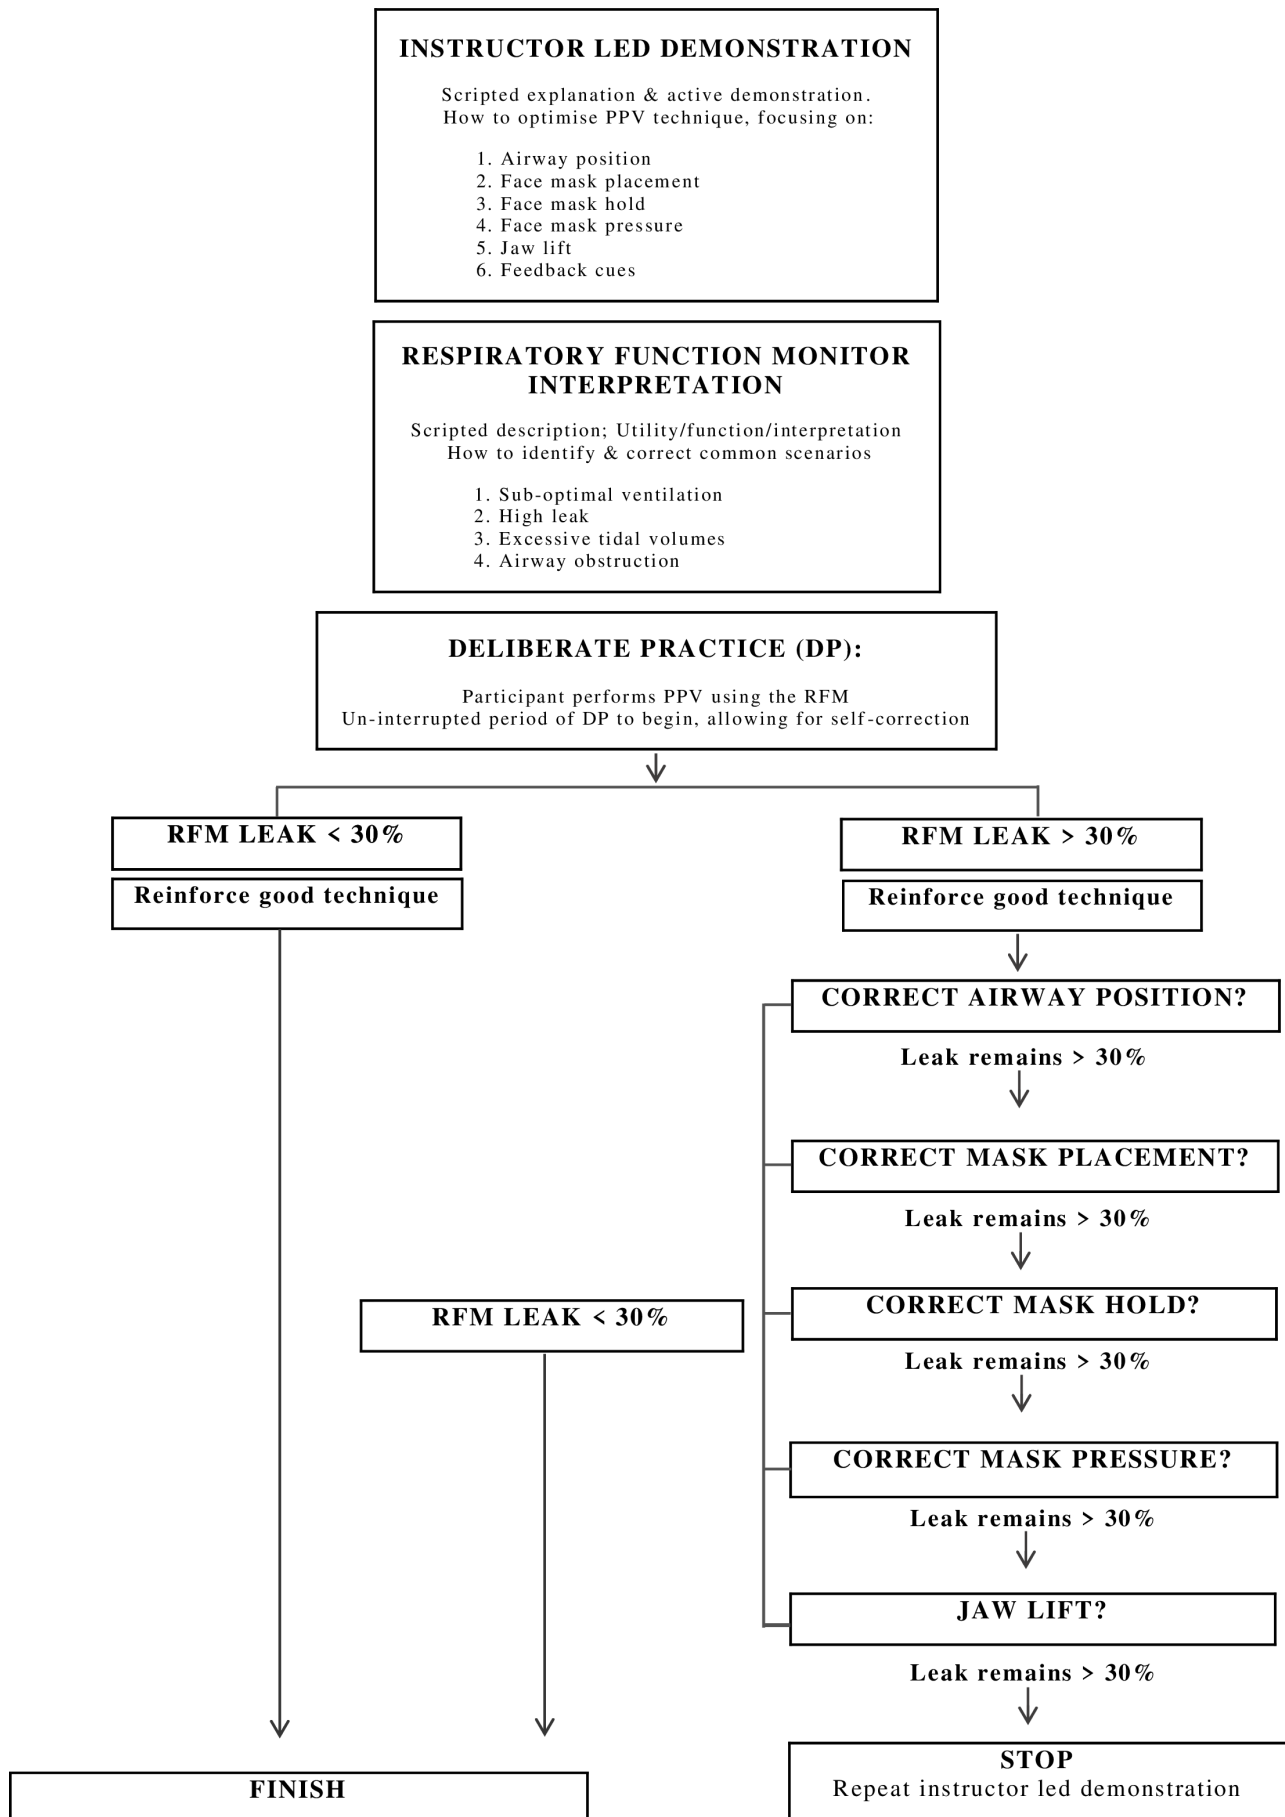 INSTRUCTOR LED DEMONSTRATION
Scripted explanation & active demonstration.
How to optimise PPV technique, focusing on:
1. Airway position
2. Face mask placement
3. Face mask hold
4. Face mask pressure
5. Jaw lift
6. Feedback cues
RESPIRATORY FUNCTION MONITOR
INTERPRETATION
Scripted description; Utility/function/interpretation
How to identify & correct common scenarios
1. Sub-optimal ventilation
2. High leak
3. Excessive tidal volumes
4. Airway obstruction
DELIBERATE PRACTICE (DP):
Participant performs PPV using the RFM
Un-interrupted period of DP to begin, allowing for self-correction
RFM LEAK < 30%
Reinforce good technique
RFM LEAK > 30%
Reinforce good technique
CORRECT AIRWAY POSITION?
Leak remains > 30%
CORRECT MASK PLACEMENT?
Leak remains > 30%
CORRECT MASK HOLD?
RFM LEAK < 30%
Leak remains > 30%
CORRECT MASK PRESSURE?
Leak remains > 30%
JAW LIFT?
Leak remains > 30%
STOP
Repeat instructor led demonstration
FINISH